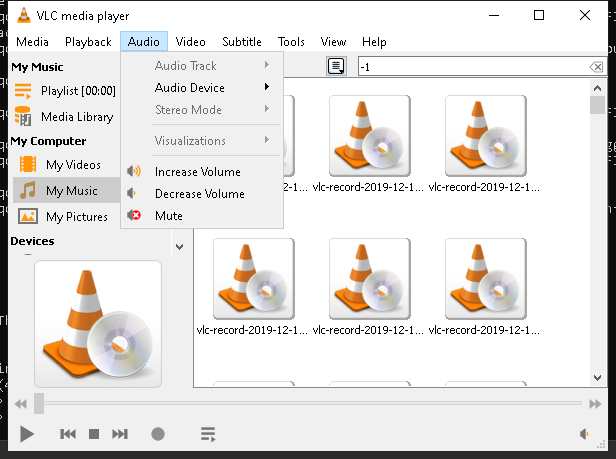 VLC media player
Media Playback Audio Video Subtitle Tools View Help
My Music
Playlist [00:00]
Media Library
My Computer
My Videos
My Music
My Pictures
Devices
Audio Track
Audio Device
Stereo Mode
Visualizations
Increase Volume
Decrease Volume
Mute
-1
vlc-record-2019-12-1... vlc-record-2019-12-1...
vlc-record-2019-12-1... vlc-record-2019-12-1... vlc-record-2019-12-1...